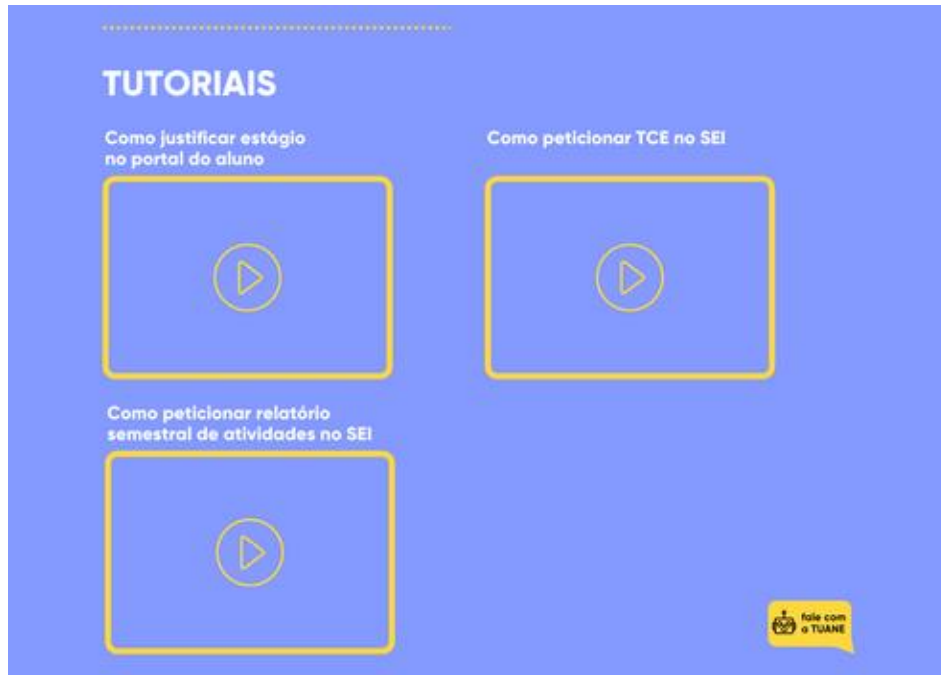 TUTORIAIS
Como justificar estágio
no portal do aluno
Como peticionar TCE no SEI
Como peticionar relatório
semestral de atividades no SEI
fale com
a TUANE